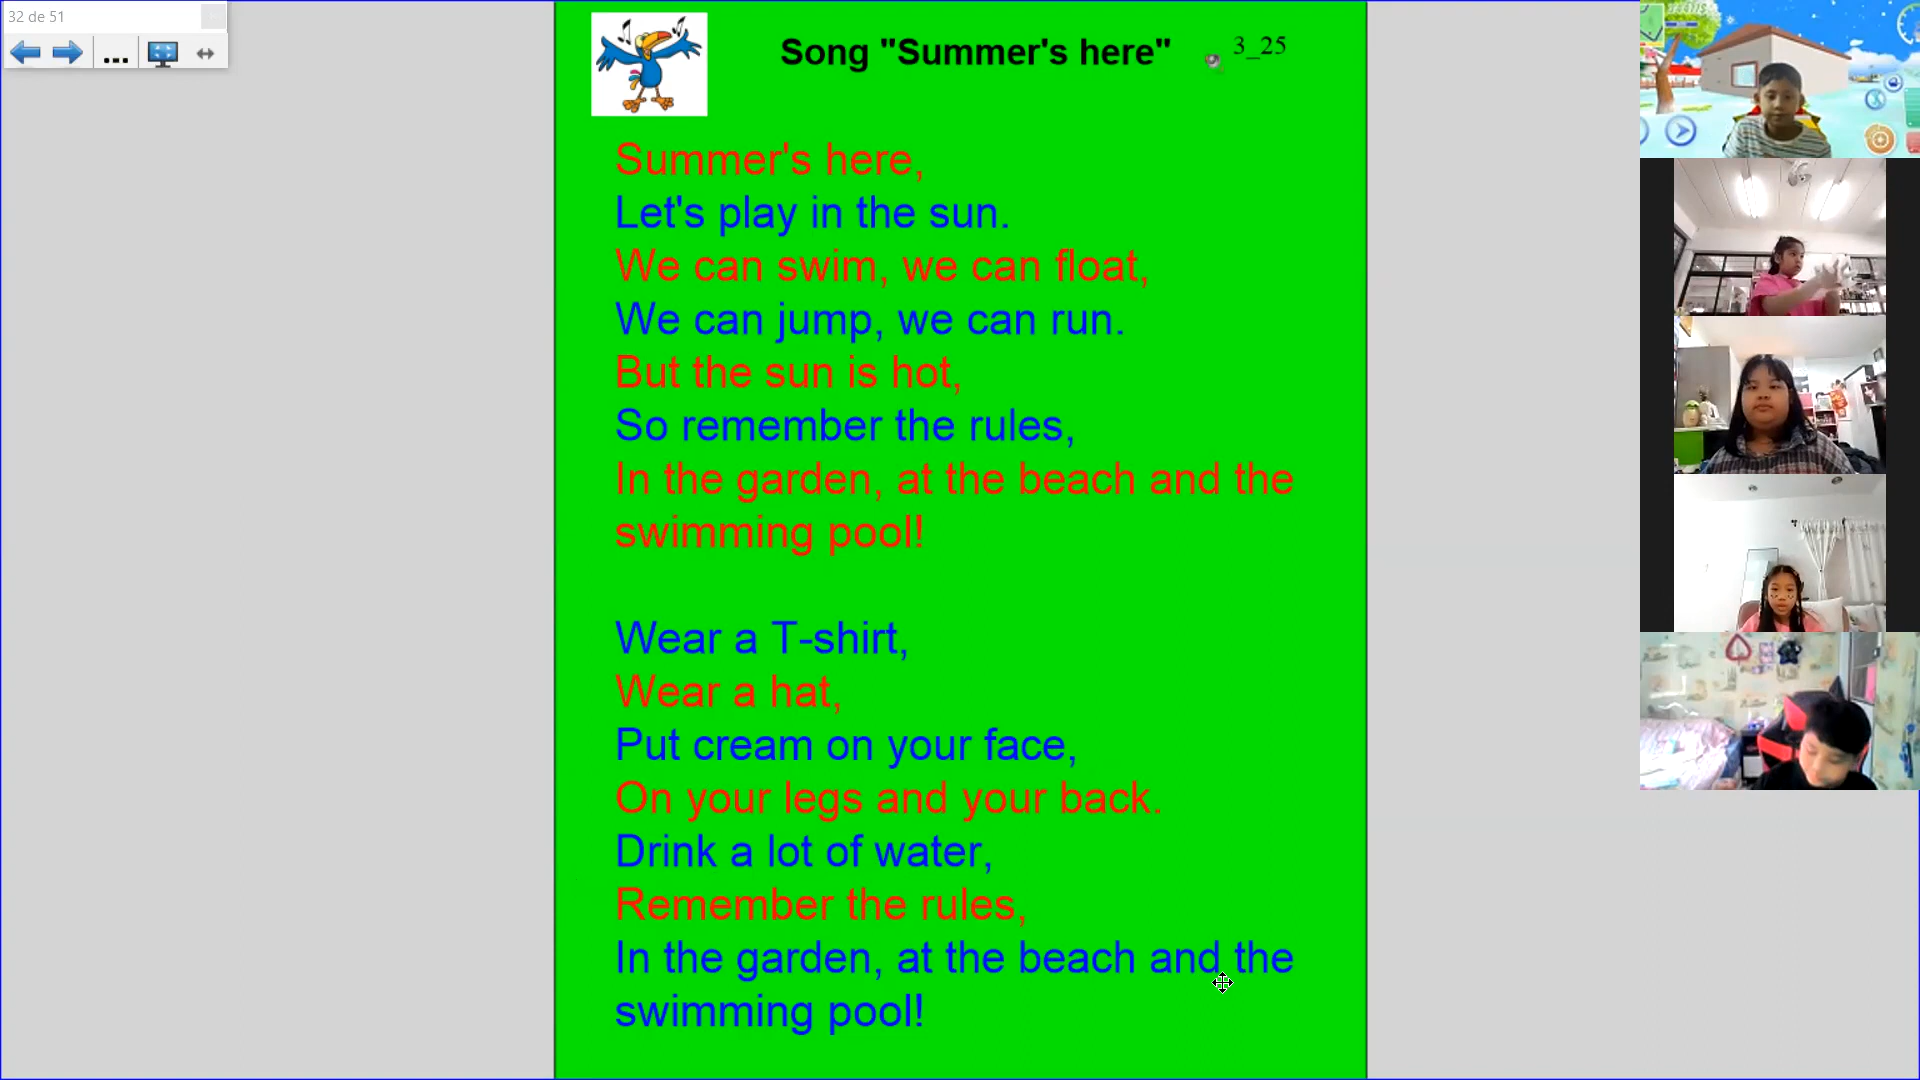 32 de 51
Song "Summer's here"
3_25
Summer's here,
Let's play in the sun.
We can swim, we can float,
We can jump, we can run.
But the sun is hot,
So remember the rules,
In the garden, at the beach and the
swimming pool!
Wear a T-shirt,
Wear a hat,
Put cream on your face,
On your legs and your back.
Drink a lot of water,
Remember the rules,
In the garden, at the beach and the
swimming pool!